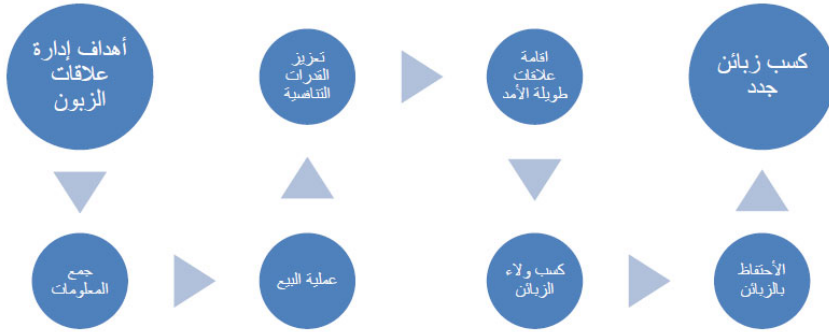 أهداف إدارة
علاقات
الزبون
جمع
المعلومات
عملية البيع
تعزيز
القدرات
التنافسية
اقامة
علاقات
طويلة الأمد
كسب ولاء
الزبائن
الأحتفاظ
بالزبائن
كسب زبائن
جدد